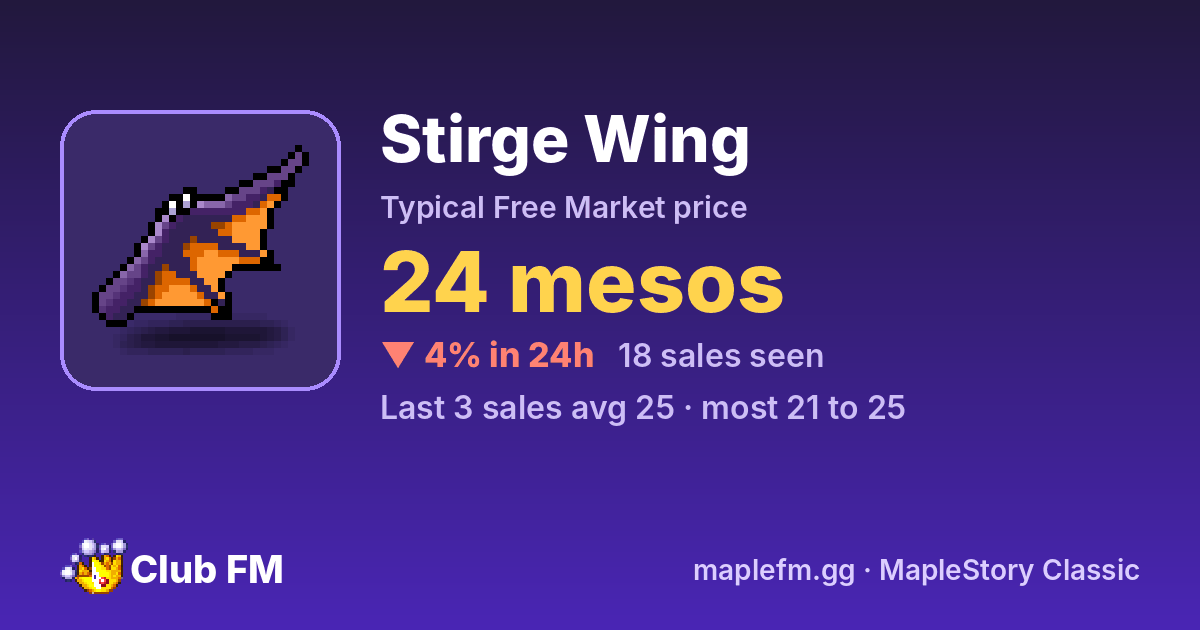 Stirge Wing
Typical Free Market price
24 mesos
▼ 4% in 24h 18 sales seen
Last 3 sales avg 25 · most 21 to 25
Club FM
maplefm.gg · MapleStory Classic